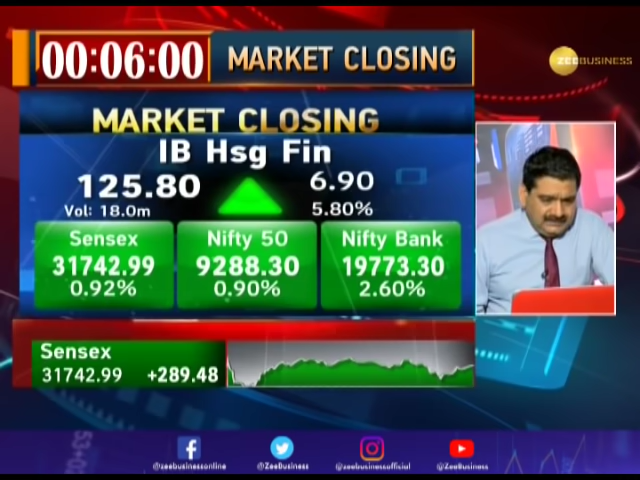 00:06:00
MARKET CLOSING
ZEEBUSINESS
MARKET CLOSING
IB Hsg Fin
125.80
6.90
Vol: 18.0m
5.80%
Sensex
31742.99
0.92%
Nifty 50
9288.30
0.90%
Nifty Bank
19773.30
2.60%
Sensex
31742.99 +289.48
@zeebusinessonline
@ZeeBusiness
@zeebusinessofficial
@ZeeBusiness